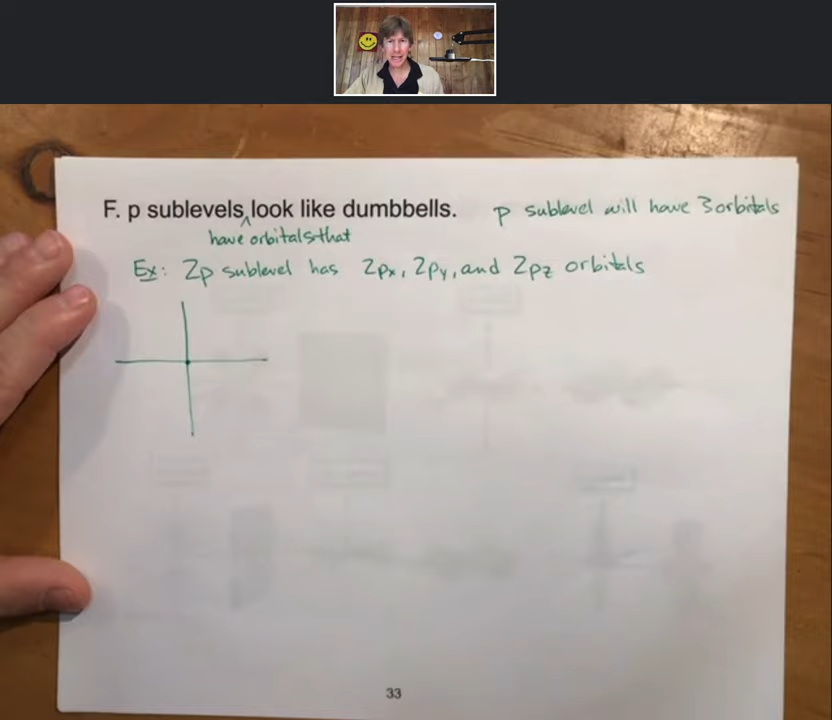 F. p sublevels ^ look like dumbbells. p sublevel will have 3 orbitals
have orbitals that
Ex: 2p sublevel has 2px, 2py, and 2pz orbitals
33